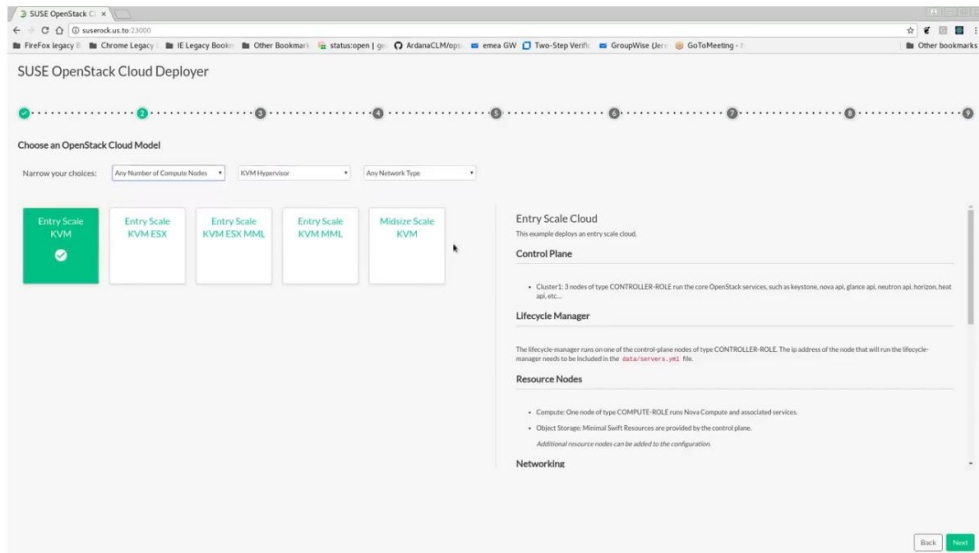 SUSE OpenStack Cl
suserock.us.to:23000
FireFox legacy
Chrome Legacy
IE Legacy Book
Other Bookmark
status:open |
ArdanaCLM/ops
emea GW
Two-Step Verific
GroupWise (Jer
GoToMeeting -
Other bookmarks
SUSE OpenStack Cloud Deployer
2 3 4 5 6 7 8 9
Choose an OpenStack Cloud Model
Narrow your choices:
Any Number of Compute Nodes
KVM Hypervisor
Any Network Type
Entry Scale
KVM
Entry Scale
KVM ESX
Entry Scale
KVM ESX MML
Entry Scale
KVM MML
Midsize Scale
KVM
Entry Scale Cloud
This example deploys an entry scale cloud.
Control Plane
• Cluster1: 3 nodes of type CONTROLLER-ROLE run the core OpenStack services, such as keystone, nova api, glance api, neutron api, horizon, heat
api, etc...
Lifecycle Manager
The lifecycle-manager runs on one of the control-plane nodes of type CONTROLLER-ROLE. The ip address of the node that will run the lifecycle-
manager needs to be included in the data/servers.yml file.
Resource Nodes
• Compute: One node of type COMPUTE-ROLE runs Nova Compute and associated services.
• Object Storage: Minimal Swift Resources are provided by the control plane.
Additional resource nodes can be added to the configuration.
Networking
Back
Next